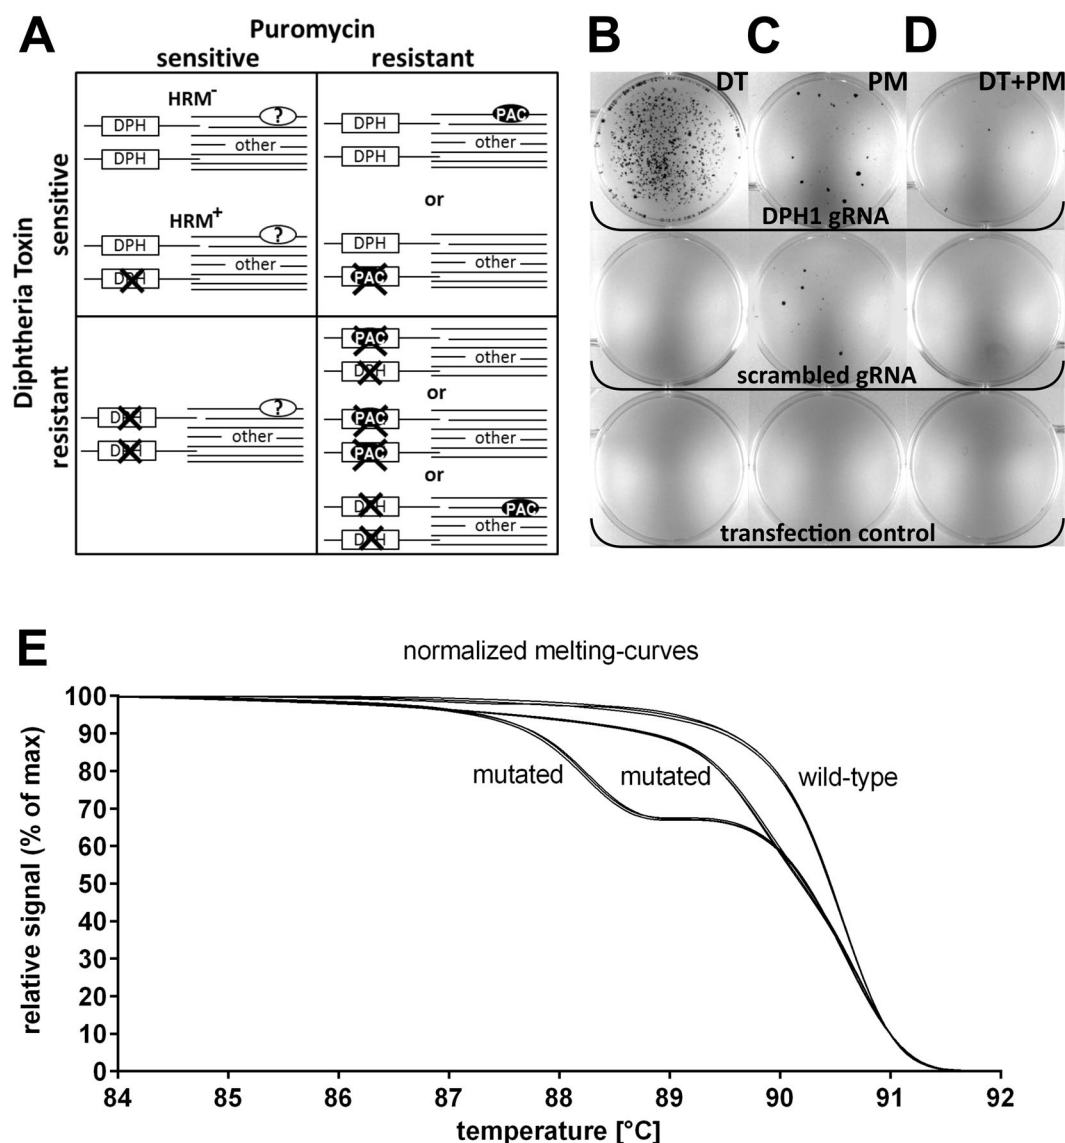 A
Puromycin
sensitive
resistant
Diphtheria Toxin
sensitive
resistant
HRM-
DPH
?
other
DPH
HRM+
DPH
?
other
DPH
DPH
PAC
other
DPH
or
DPH
other
PAC
DPH
?
other
DPH
PAC
other
DPH
or
PAC
other
PAC
or
DPH
PAC
other
DPH
B
C
D
DT
PM
DT+PM
DPH1 gRNA
scrambled gRNA
transfection control
E
normalized melting-curves
relative signal (% of max)
100
90
80
70
60
50
40
30
20
10
0
mutated
mutated
wild-type
84
85
86
87
88
89
90
91
92
temperature [°C]